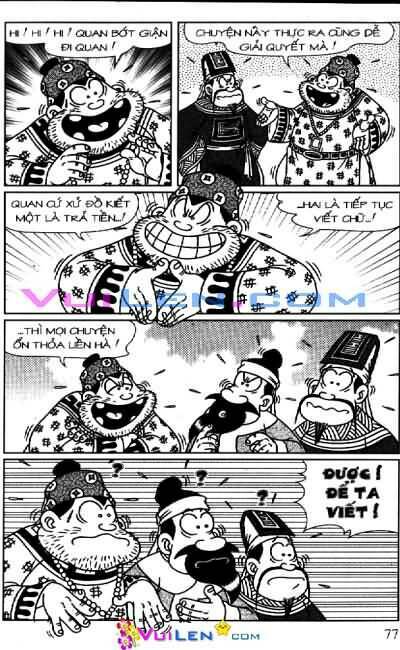 HI! HI! HI! QUAN BỚT GIẬN
ĐI QUAN!
CHUYỆN NÀY THỰC RA CŨNG DỄ
GIẢI QUYẾT MÀ!
QUAN CỨ XỬ ĐỒ KIẾT
MỘT LÀ TRẢ TIỀN...!
...HAI LÀ TIẾP TỤC
VIẾT CHỮ...!
VUILEN.COM
...THÌ MỌI CHUYỆN
ỔN THỎA LIỀN HÀ!
?
?
?!
ĐƯỢC!
ĐỂ TA
VIẾT!
VUILEN.COM
77